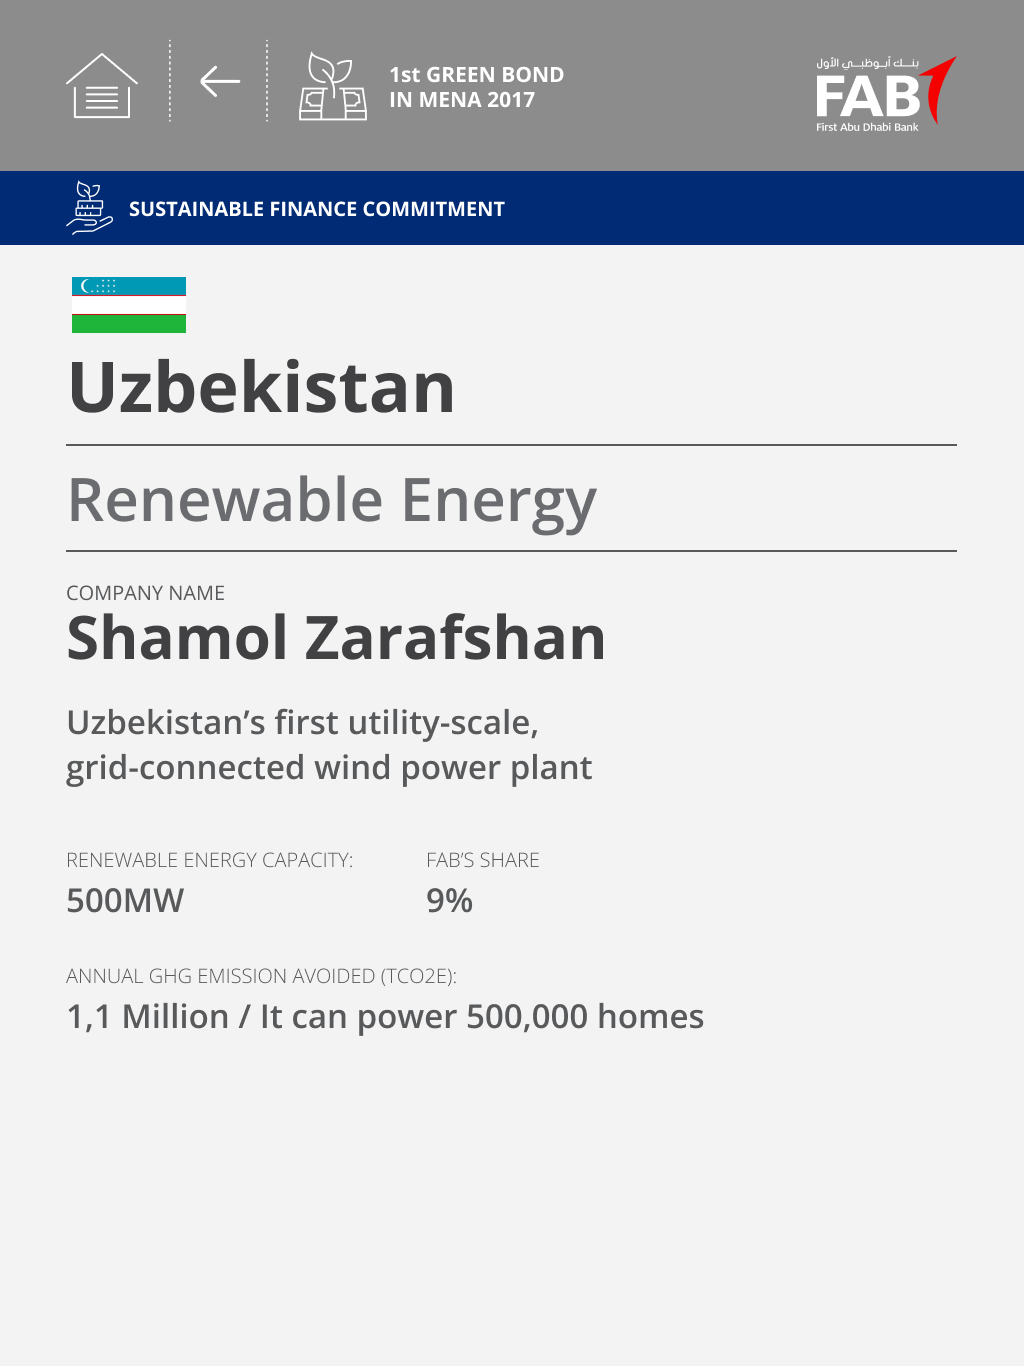 1st GREEN BOND
IN MENA 2017
بنــك أبـوظبــي الأول
FAB
First Abu Dhabi Bank
SUSTAINABLE FINANCE COMMITMENT
Uzbekistan
Renewable Energy
COMPANY NAME
Shamol Zarafshan
Uzbekistan’s first utility-scale,
grid-connected wind power plant
RENEWABLE ENERGY CAPACITY:
500MW
FAB’S SHARE
9%
ANNUAL GHG EMISSION AVOIDED (TCO2E):
1,1 Million / It can power 500,000 homes